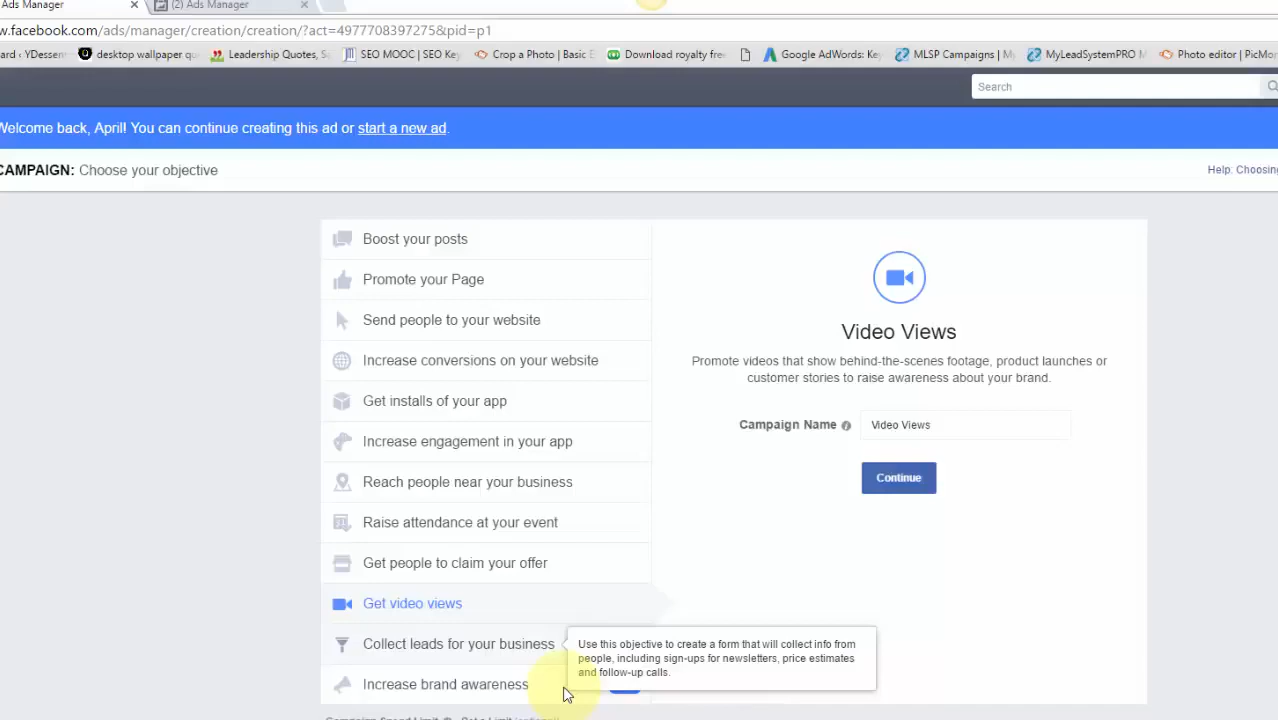 Ads Manager
(2) Ads Manager
w.facebook.com/ads/manager/creation/creation/?act=4977708397275&pid=p1
ard ‹ YDessem
desktop wallpaper qu
Leadership Quotes, S
SEO MOOC | SEO Key
Crop a Photo | Basic E
Download royalty free
Google AdWords: Key
MLSP Campaigns | My
MyLeadSystemPRO M
Photo editor | PicMon
Search
Welcome back, April! You can continue creating this ad or start a new ad.
CAMPAIGN: Choose your objective
Help: Choosing
Boost your posts
Promote your Page
Send people to your website
Increase conversions on your website
Get installs of your app
Increase engagement in your app
Reach people near your business
Raise attendance at your event
Get people to claim your offer
Get video views
Collect leads for your business
Increase brand awareness
Video Views
Promote videos that show behind-the-scenes footage, product launches or
customer stories to raise awareness about your brand.
Campaign Name
Video Views
Continue
Use this objective to create a form that will collect info from
people, including sign-ups for newsletters, price estimates
and follow-up calls.